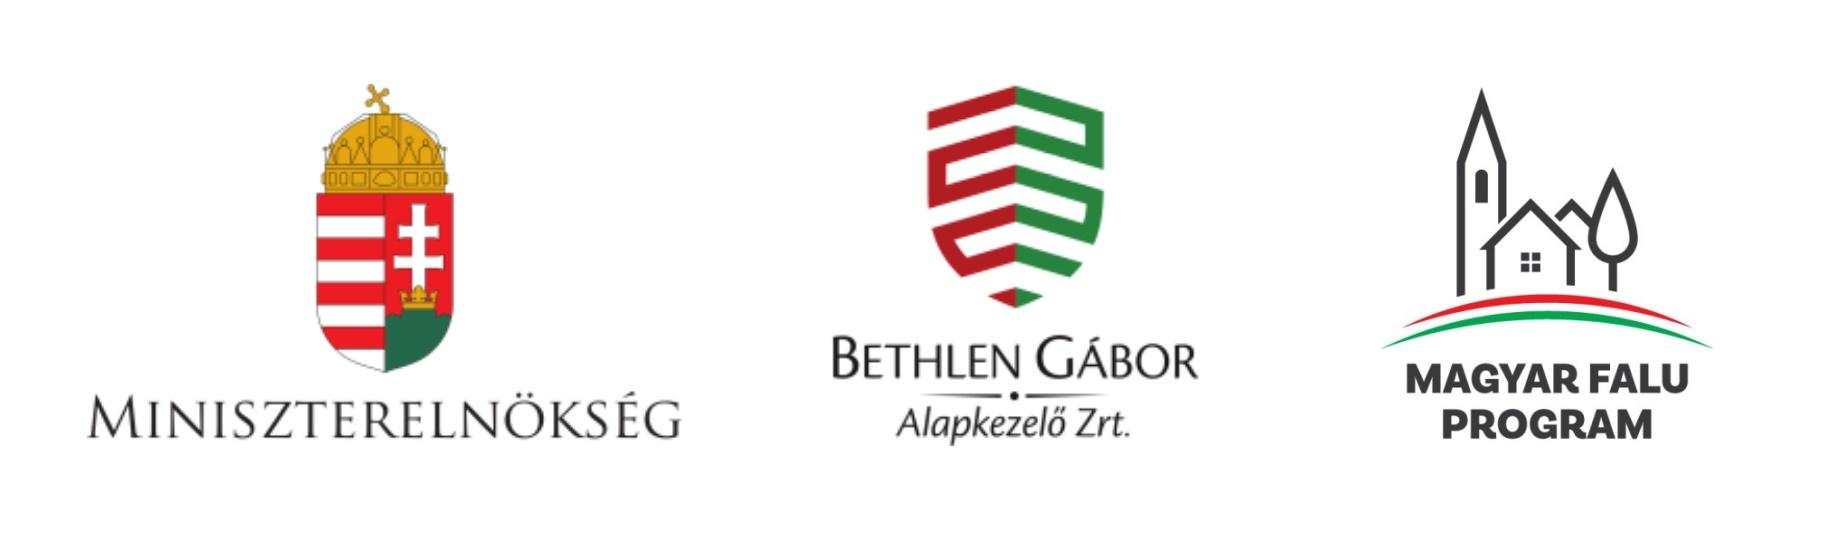 MINISZTERELNÖKSÉG
BETHLEN GÁBOR
Alapkezelő Zrt.
MAGYAR FALU
PROGRAM